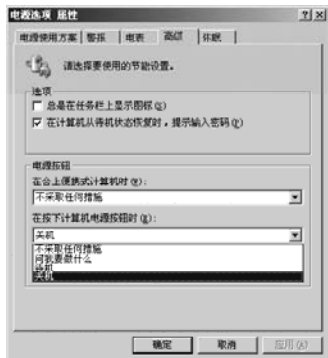 电源选项 属性
电源使用方案 警报 电表 高级 休眠
请选择要使用的节能设置。
选项
总是在任务栏上显示图标(S)
在计算机从待机状态恢复时，提示输入密码(P)
电源按钮
在合上便携式计算机时(W):
不采取任何措施
在按下计算机电源按钮时(E):
关机
不采取任何措施
问我要做什么
待机
关机
确定 取消 应用(A)